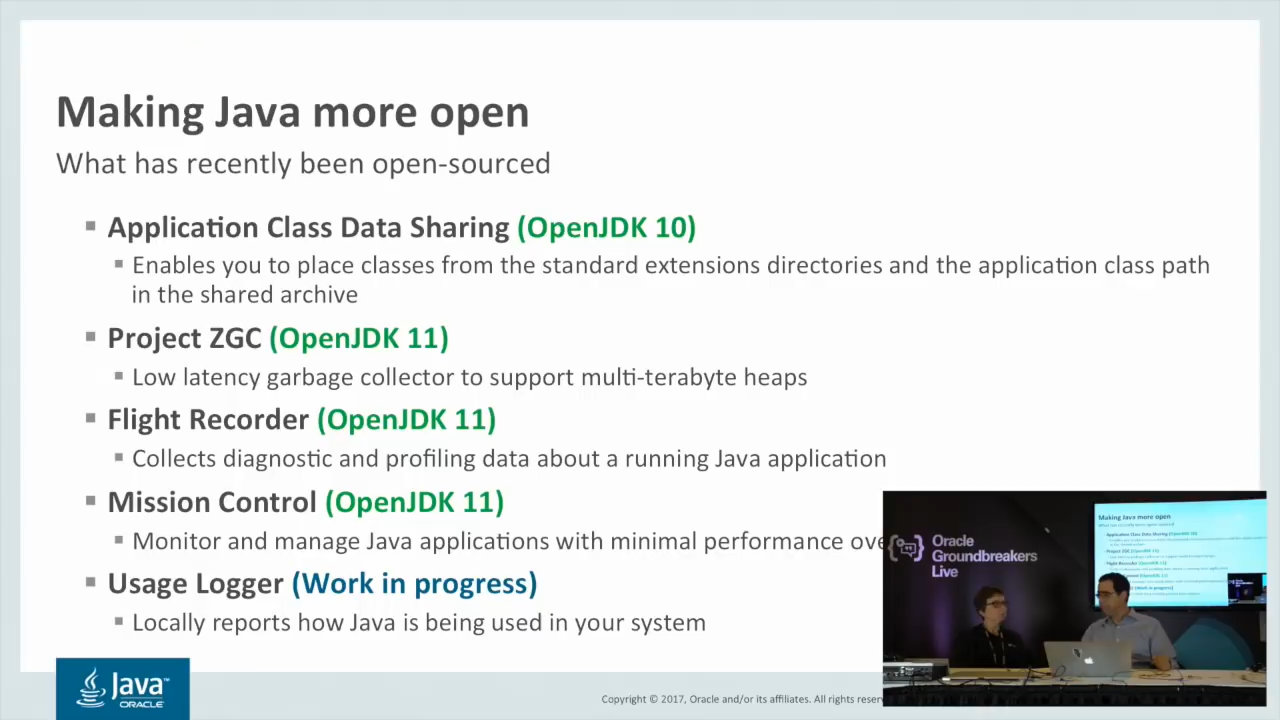 Making Java more open
What has recently been open-sourced
▪ Application Class Data Sharing (OpenJDK 10)
▪ Enables you to place classes from the standard extensions directories and the application class path
in the shared archive
▪ Project ZGC (OpenJDK 11)
▪ Low latency garbage collector to support multi-terabyte heaps
▪ Flight Recorder (OpenJDK 11)
▪ Collects diagnostic and profiling data about a running Java application
▪ Mission Control (OpenJDK 11)
▪ Monitor and manage Java applications with minimal performance
▪ Usage Logger (Work in progress)
▪ Locally reports how Java is being used in your system
Java™
ORACLE
Copyright © 2017, Oracle and/or its affiliates. All rights
Oracle
Groundbreakers
Live
Making Java more open